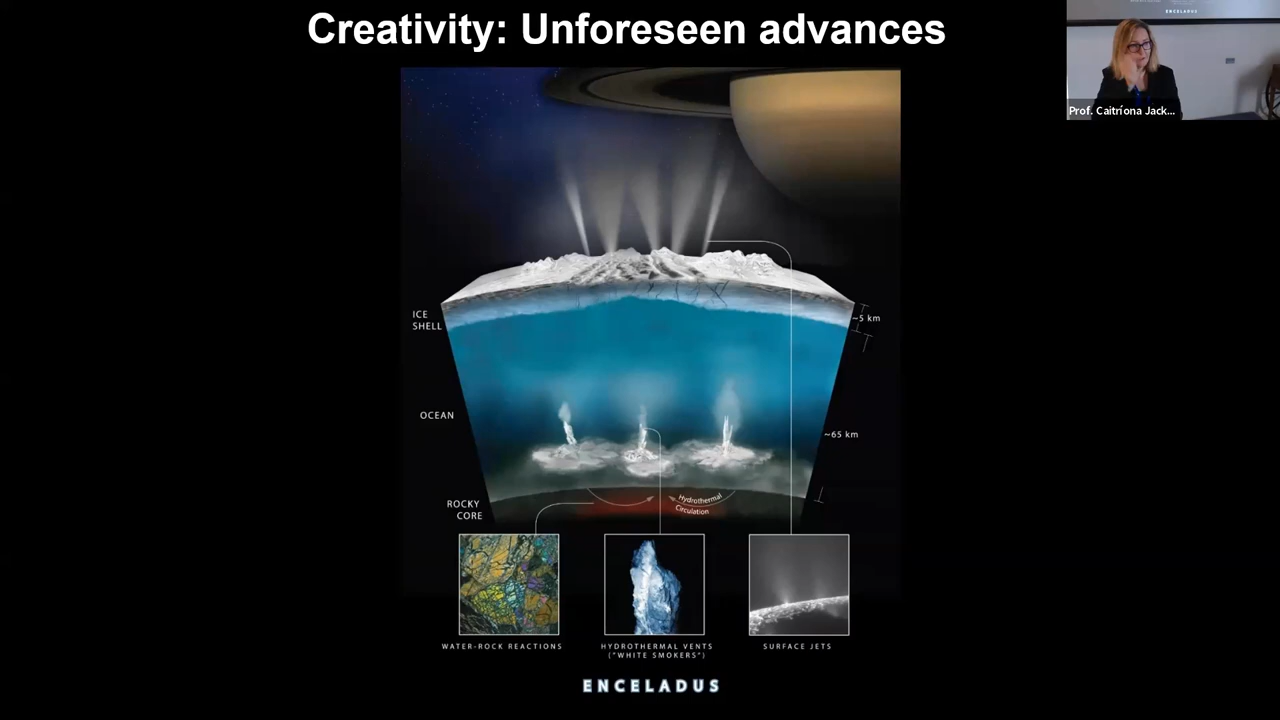 Creativity: Unforeseen advances
ENCELADUS
Prof. Caitríona Jack...
ICE
SHELL
~5 km
OCEAN
~65 km
ROCKY
CORE
Hydrothermal
Circulation
WATER-ROCK REACTIONS
HYDROTHERMAL VENTS
("WHITE SMOKERS")
SURFACE JETS
ENCELADUS